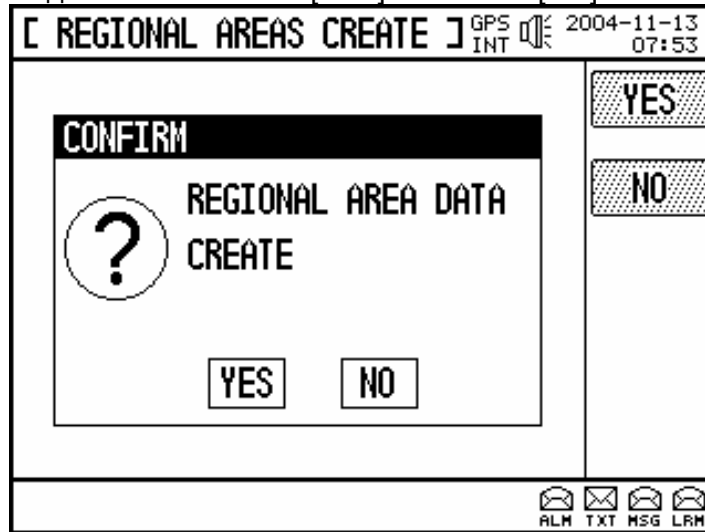 [ REGIONAL AREAS CREATE ] GPS INT 2004-11-13 07:53
YES
NO
CONFIRM
REGIONAL AREA DATA
CREATE
YES NO
ALM TXT MSG LRM